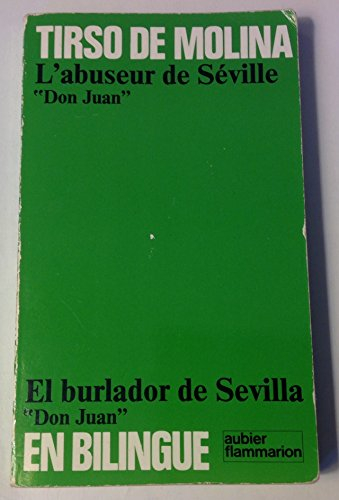 TIRSO DE MOLINA
L'abuseur de Séville
"Don Juan"
El burlador de Sevilla
"Don Juan"
EN BILINGUE
aubier
flammarion